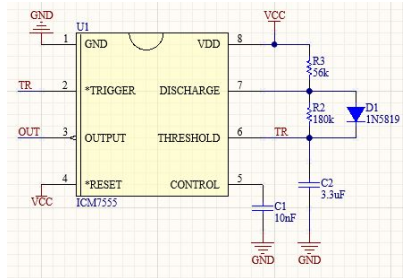 GND
U1
VCC
1
GND
VDD
8
R3
56k
TR
2
*TRIGGER
DISCHARGE
7
R2
180k
D1
1N5819
OUT
3
OUTPUT
THRESHOLD
6
TR
4
*RESET
CONTROL
5
VCC
ICM7555
C1
10nF
C2
3.3uF
GND
GND